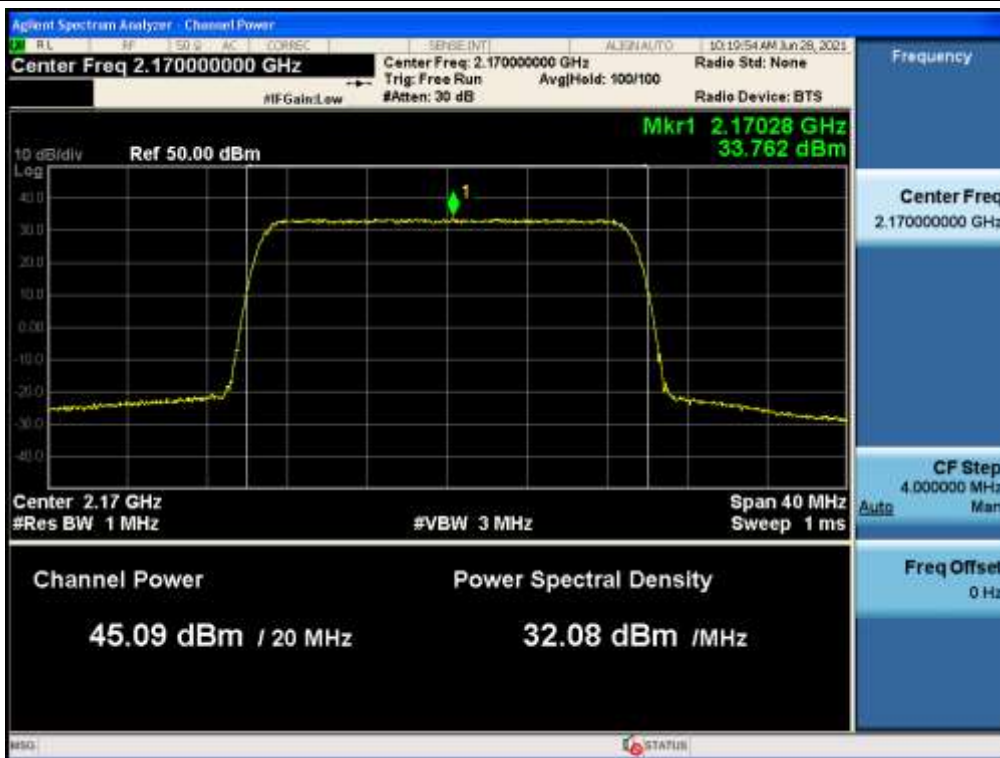 Agilent Spectrum Analyzer - Channel Power
RL RF 50 Ω AC CORREC SENSE:INT ALIGN AUTO 10:19:54 AM Jun 28, 2021
Center Freq 2.170000000 GHz
Center Freq: 2.170000000 GHz
Radio Std: None
Trig: Free Run Avg|Hold: 100/100
#IFGain:Low
#Atten: 30 dB
Radio Device: BTS
Frequency
Mkr1 2.17028 GHz
33.762 dBm
10 dB/div Ref 50.00 dBm
Log
40.0
30.0
20.0
10.0
0.00
-10.0
-20.0
-30.0
-40.0
1
Center 2.17 GHz
Span 40 MHz
#Res BW 1 MHz
#VBW 3 MHz
Sweep 1 ms
Channel Power
Power Spectral Density
45.09 dBm / 20 MHz
32.08 dBm /MHz
Center Freq
2.170000000 GHz
CF Step
4.000000 MHz
Auto Man
Freq Offset
0 Hz
MSG
STATUS